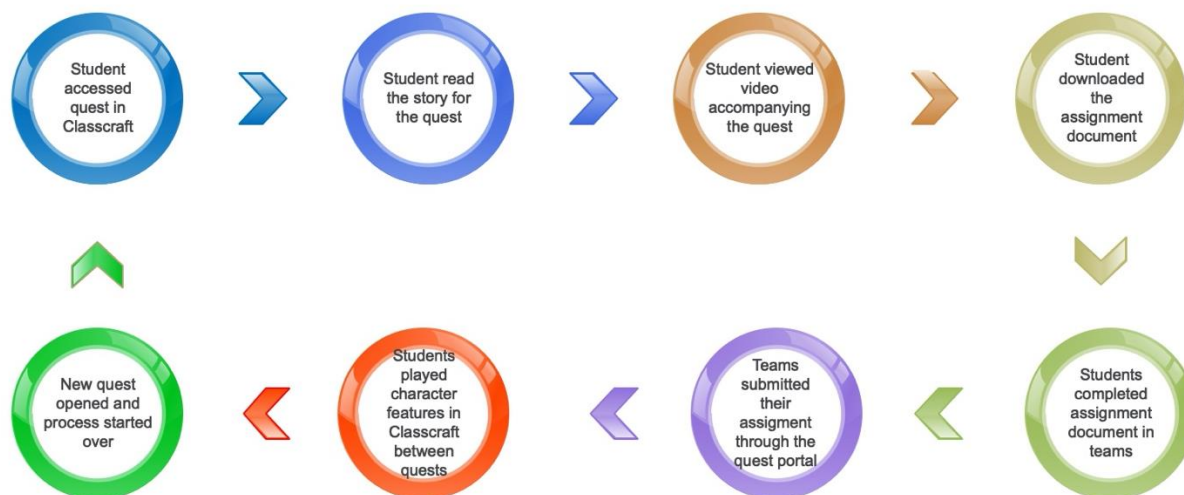 Student
accessed
quest in
Classcraft
Student read
the story for
the quest
Student viewed
video
accompanying
the quest
Student
downloaded
the
assignment
document
Students
completed
assignment
document in
teams
Teams
submitted
their
assigment
through the
quest portal
Students
played
character
features in
Classcraft
between
quests
New quest
opened and
process started
over